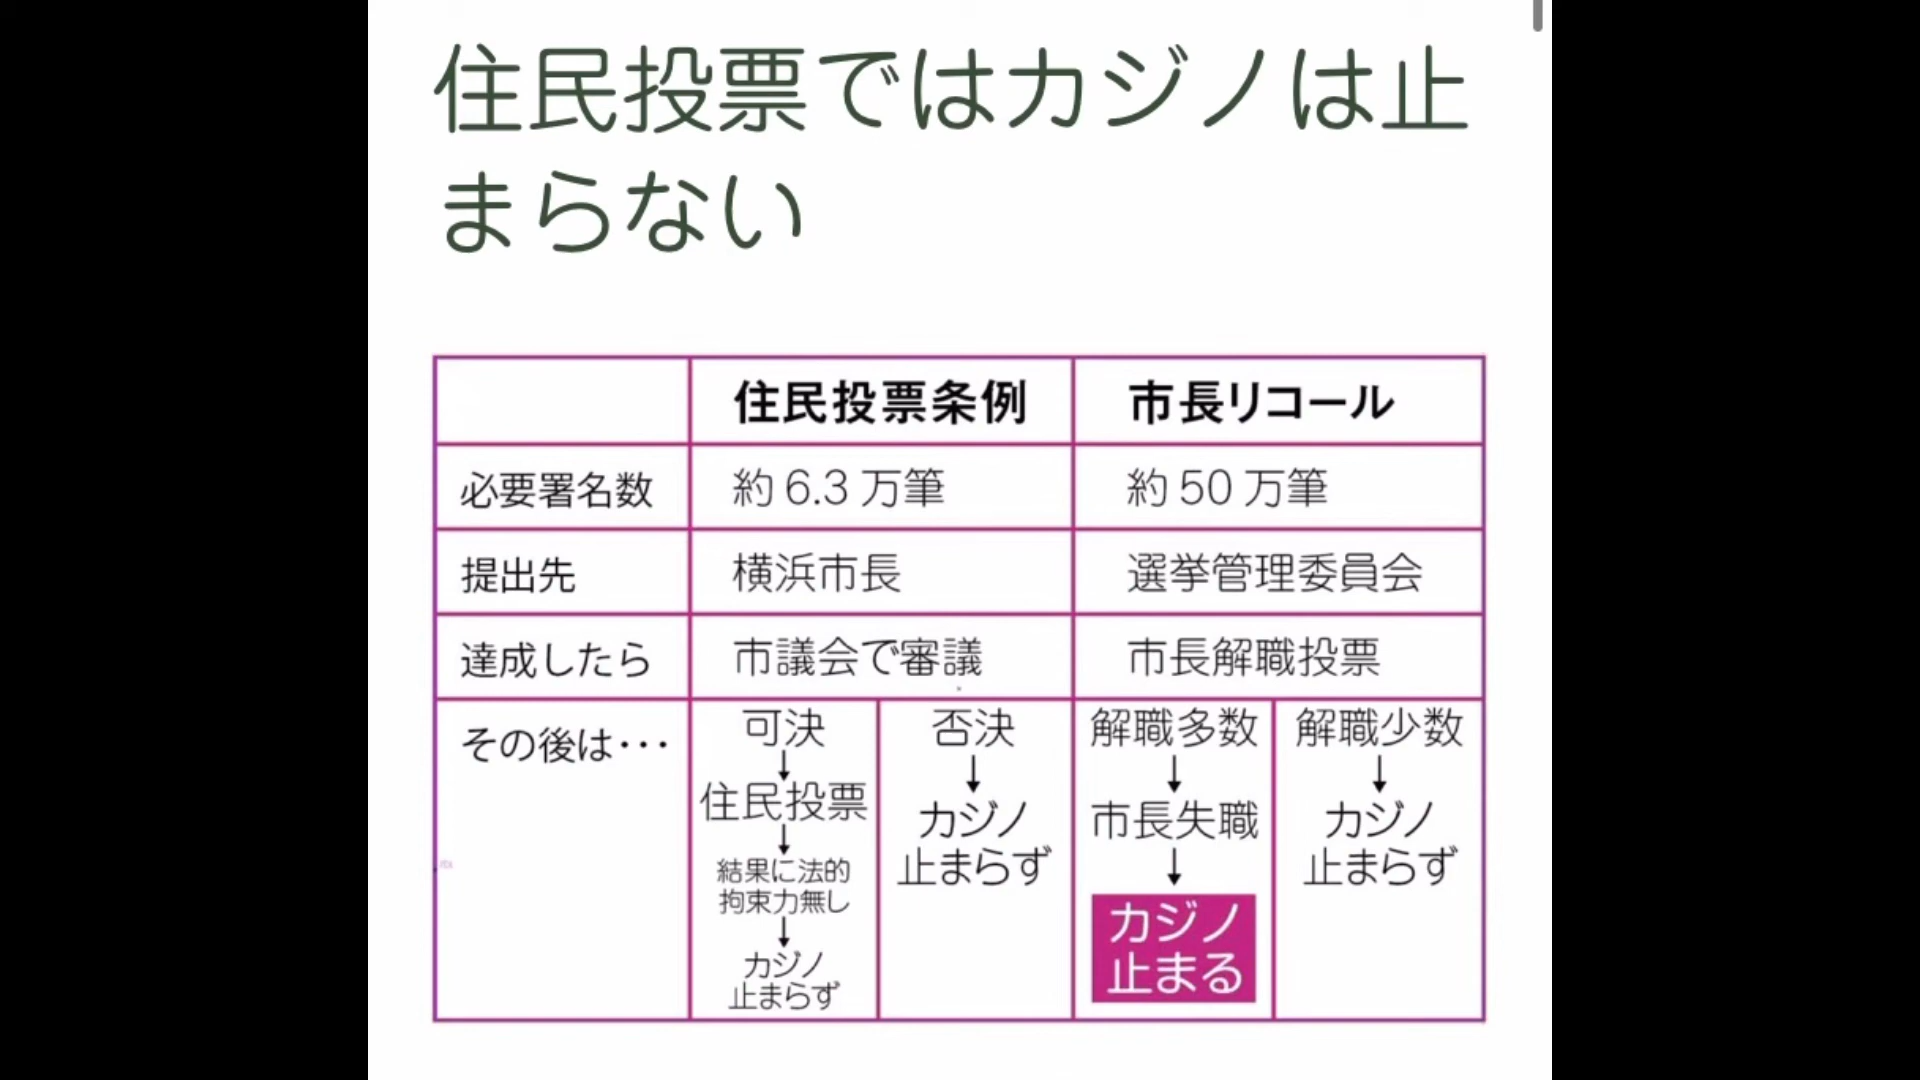 住民投票ではカジノは止
まらない
住民投票条例 市長リコール
必要署名数 約6.3万筆 約50万筆
提出先 横浜市長 選挙管理委員会
達成したら 市議会で審議 市長解職投票
その後は・・・
可決
↓
住民投票
↓
結果に法的
拘束力無し
↓
カジノ
止まらず
否決
↓
カジノ
止まらず
解職多数
↓
市長失職
↓
カジノ
止まる
解職少数
↓
カジノ
止まらず